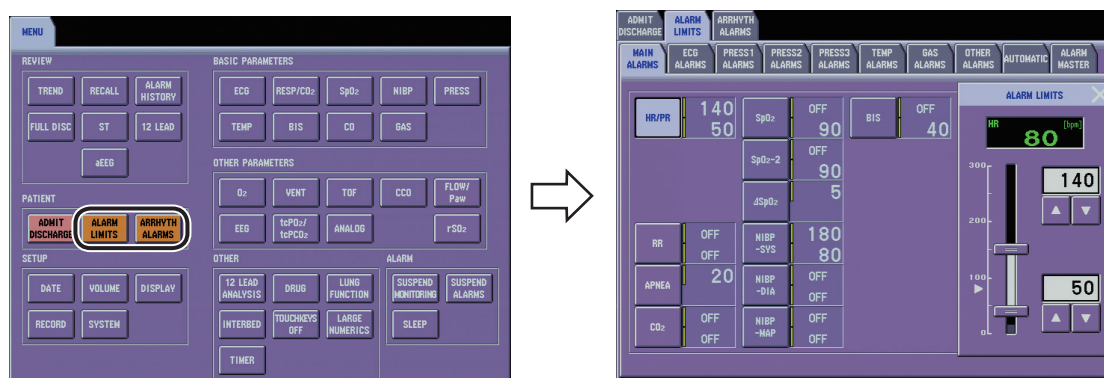 MENU
REVIEW
TREND
RECALL
ALARM
HISTORY
FULL DISC
ST
12 LEAD
aEEG
BASIC PARAMETERS
ECG
RESP/CO₂
SpO₂
NIBP
PRESS
TEMP
BIS
CO
GAS
OTHER PARAMETERS
O₂
VENT
TOF
CCO
FLOW/
Paw
EEG
tcPO₂/
tcPCO₂
ANALOG
rSO₂
PATIENT
ADMIT
DISCHARGE
ALARM
LIMITS
ARRHYTH
ALARMS
SETUP
DATE
VOLUME
DISPLAY
RECORD
SYSTEM
OTHER
12 LEAD
ANALYSIS
DRUG
LUNG
FUNCTION
INTERBED
TOUCHKEYS
OFF
LARGE
NUMERICS
TIMER
ALARM
SUSPEND
MONITORING
SUSPEND
ALARMS
SLEEP
ADMIT
DISCHARGE
ALARM
LIMITS
ARRHYTH
ALARMS
MAIN
ALARMS
ECG
ALARMS
PRESS1
ALARMS
PRESS2
ALARMS
PRESS3
ALARMS
TEMP
ALARMS
GAS
ALARMS
OTHER
ALARMS
AUTOMATIC
ALARM
MASTER
HR/PR
140
50
SpO₂
OFF
90
BIS
OFF
40
SpO₂-2
OFF
90
ΔSpO₂
5
RR
OFF
OFF
NIBP
-SYS
180
80
APNEA
20
NIBP
-DIA
OFF
OFF
CO₂
OFF
OFF
NIBP
-MAP
OFF
OFF
ALARM LIMITS
HR
[bpm]
80
300
200
100
0
140
50